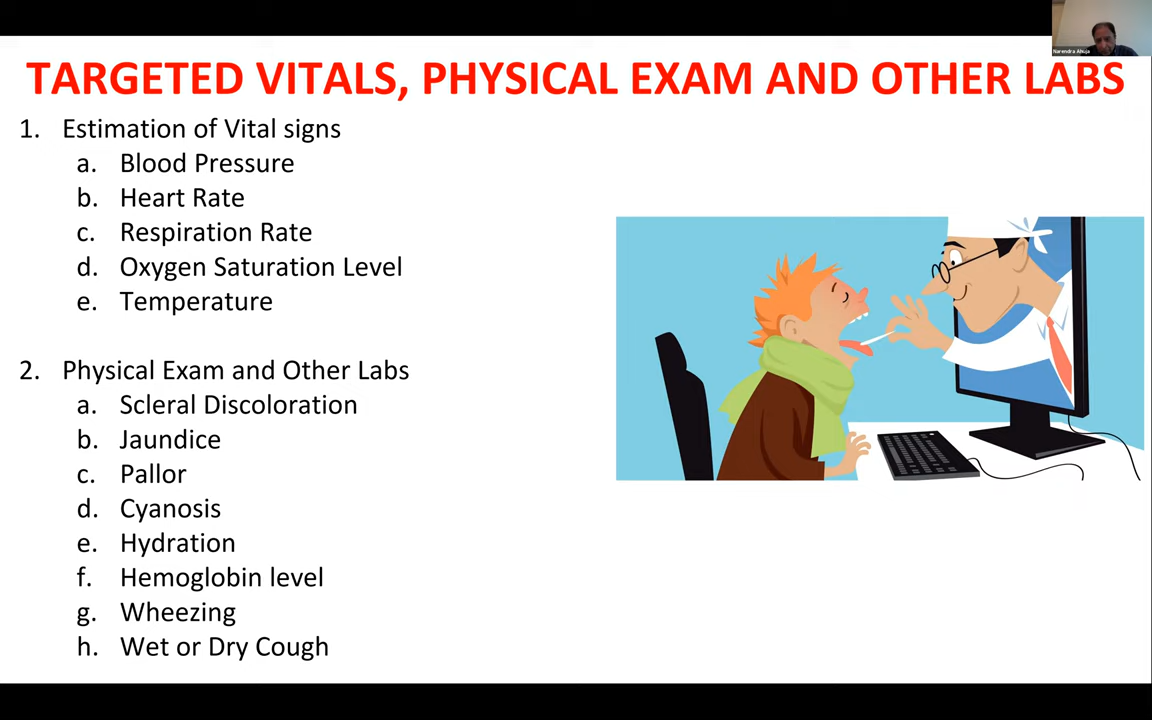 Narendra Ahuja
TARGETED VITALS, PHYSICAL EXAM AND OTHER LABS
1. Estimation of Vital signs
a. Blood Pressure
b. Heart Rate
c. Respiration Rate
d. Oxygen Saturation Level
e. Temperature
2. Physical Exam and Other Labs
a. Scleral Discoloration
b. Jaundice
c. Pallor
d. Cyanosis
e. Hydration
f. Hemoglobin level
g. Wheezing
h. Wet or Dry Cough